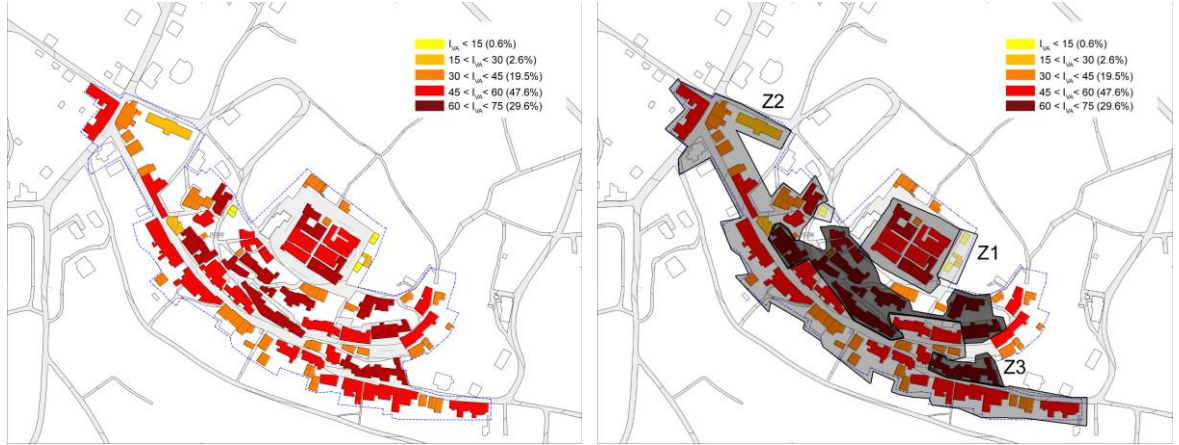 I_VA < 15 (0.6%)
15 < I_VA < 30 (2.6%)
30 < I_VA < 45 (19.5%)
45 < I_VA < 60 (47.6%)
60 < I_VA < 75 (29.6%)
I_VA < 15 (0.6%)
15 < I_VA < 30 (2.6%)
30 < I_VA < 45 (19.5%)
45 < I_VA < 60 (47.6%)
60 < I_VA < 75 (29.6%)
Z2
Z1
Z3